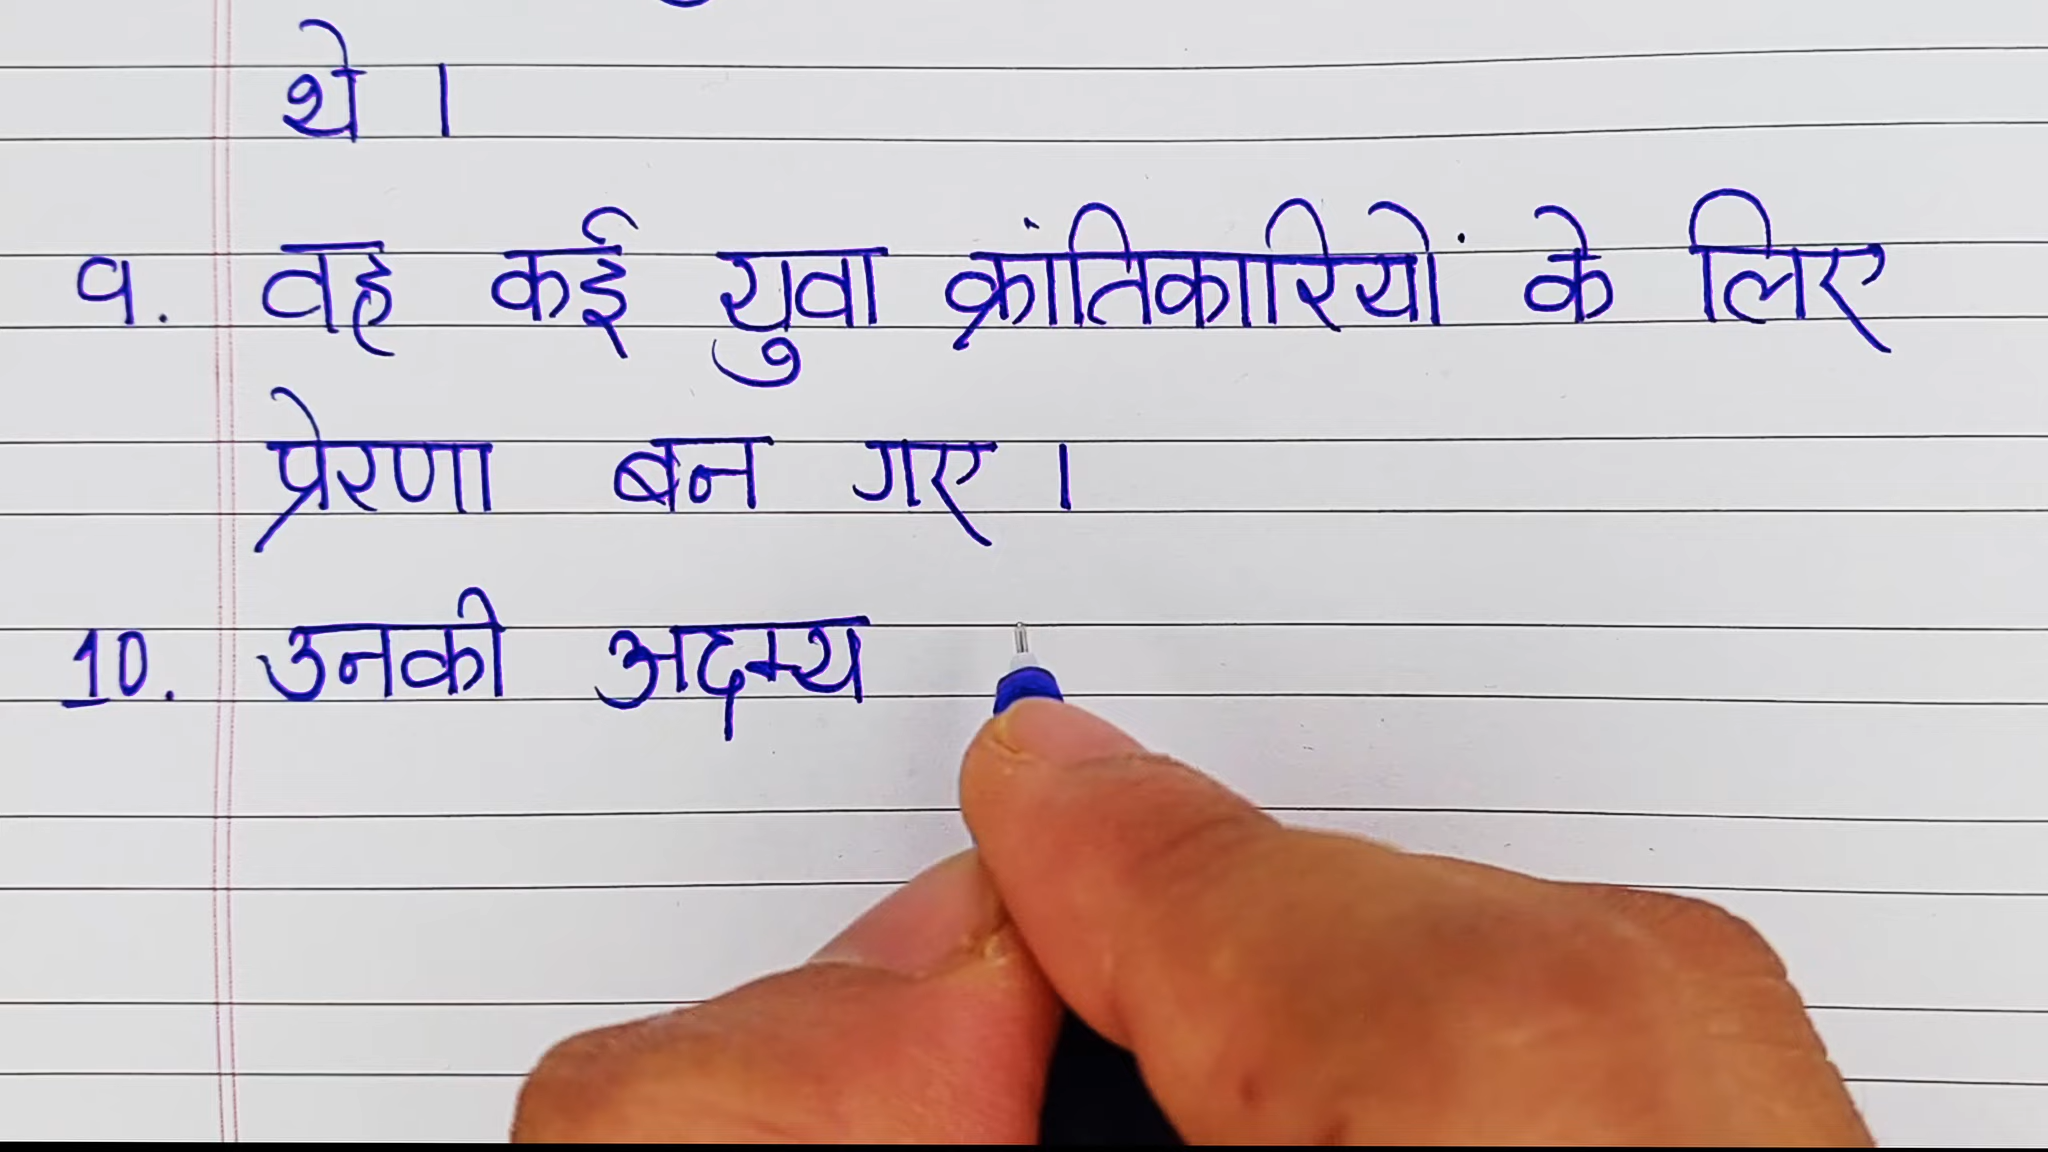 थे ।
9. वह कई युवा क्रांतिकारियों के लिए
प्रेरणा बन गए ।
10. उनकी अदम्य